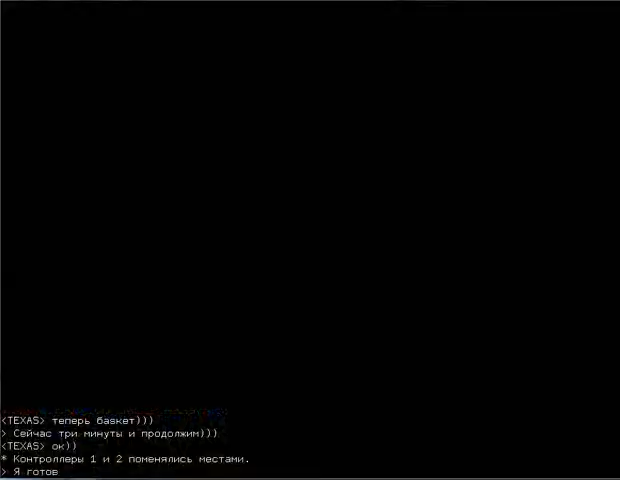 <TEXAS> теперь баскет)))
> Сейчас три минуты и продолжим)))
<TEXAS> ок))
* Контроллеры 1 и 2 поменялись местами.
> Я готов